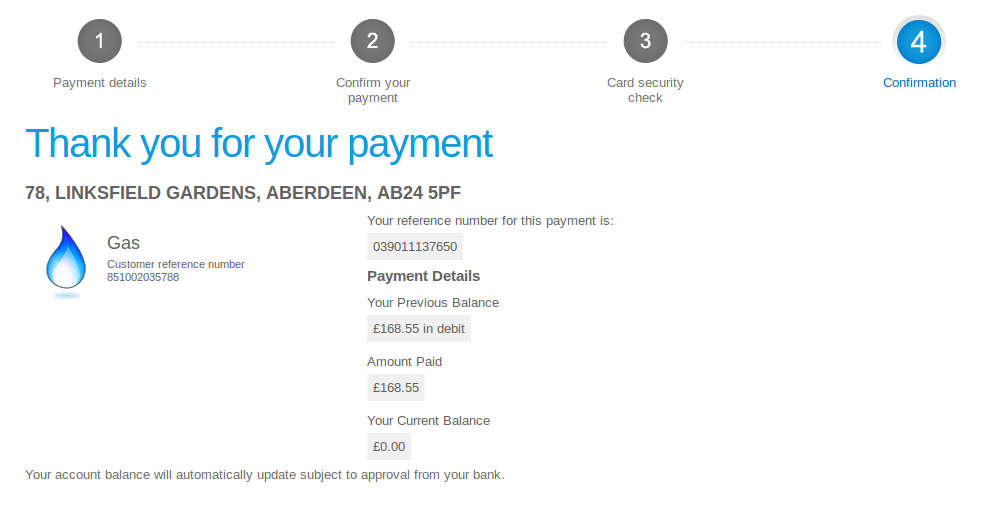 1
2
3
4
Payment details
Confirm your
payment
Card security
check
Confirmation
Thank you for your payment
78, LINKSFIELD GARDENS, ABERDEEN, AB24 5PF
Gas
Customer reference number
851002035788
Your reference number for this payment is:
039011137650
Payment Details
Your Previous Balance
£168.55 in debit
Amount Paid
£168.55
Your Current Balance
£0.00
Your account balance will automatically update subject to approval from your bank.